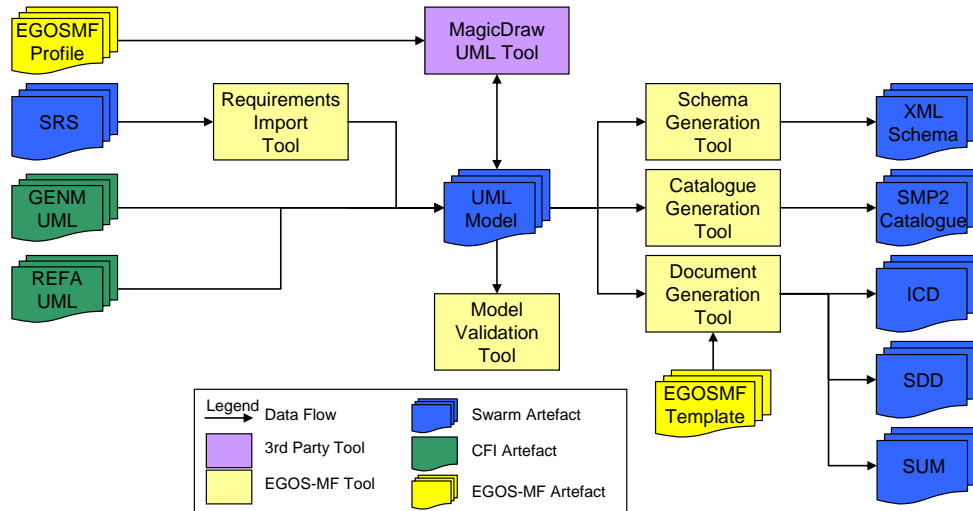 EGOSMF
Profile
MagicDraw
UML Tool
SRS
Requirements
Import
Tool
Schema
Generation
Tool
XML
Schema
GENM
UML
UML
Model
Catalogue
Generation
Tool
SMP2
Catalogue
REFA
UML
Model
Validation
Tool
Document
Generation
Tool
ICD
EGOSMF
Template
SDD
SUM
Legend
Data Flow
Swarm Artefact
3rd Party Tool
CFI Artefact
EGOS-MF Tool
EGOS-MF Artefact